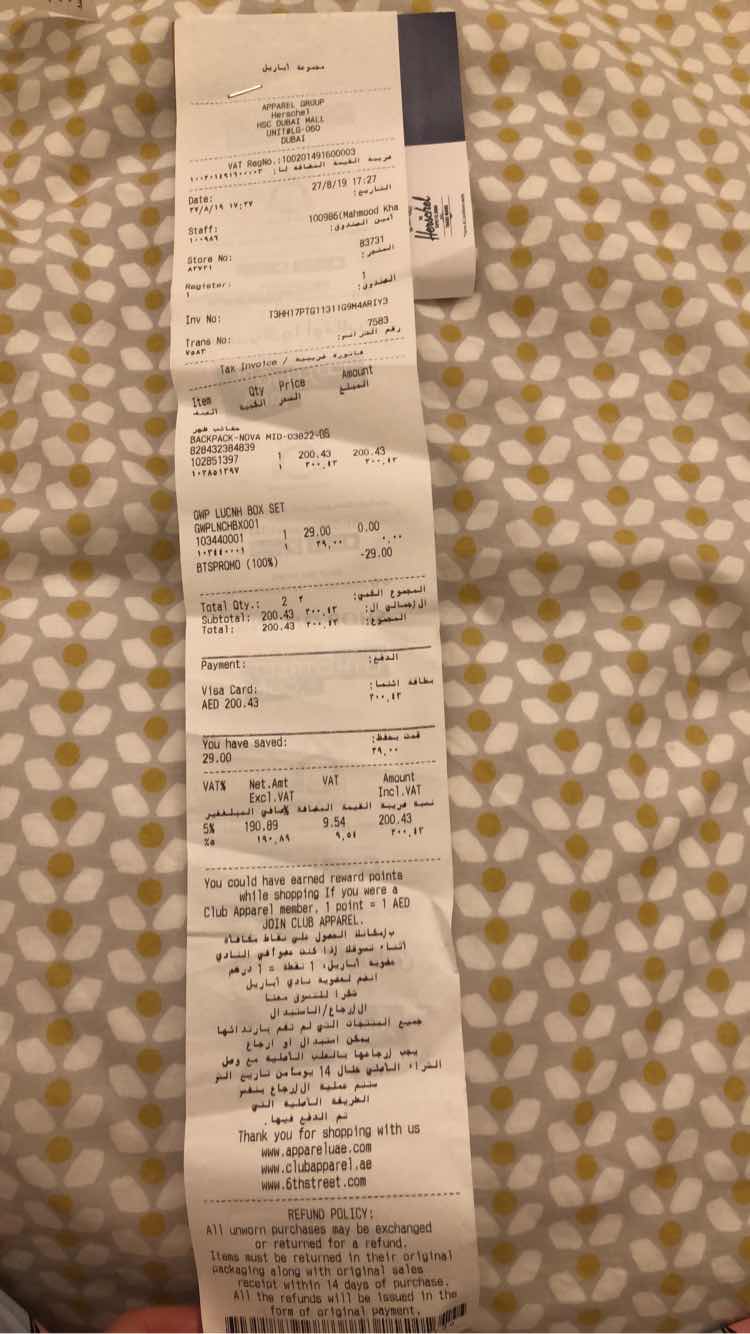 مجموعة أباريل
APPAREL GROUP
Herschel
HSC DUBAI MALL
UNIT#LG-060
DUBAI
VAT RegNo.:100201491600003
ضريبة القيمة المضافة لنا: ١٠٠٢٠١٤٩١٦٠٠٠٠٣
Date: 27/8/19 17:27
٢٧/٨/١٩ ١٧:٢٧ التاريخ:
Staff: 100986(Mahmood Kha
١٠٠٩٨٦ أمين الصندوق:
Store No: 83731
٨٣٧٣١ المتجر:
Register: 1
1 الصندوق:
Inv No: T3HH17PTG11311G9M4ARIY3
Trans No: 7583
٧٥٨٣ رقم
Tax Invoice / فاتورة ضريبية
Item Qty Price Amount
الصنف الكمية السعر المبلغ
حقائب ظهر
BACKPACK-NOVA MID-03822-OS
828432384839
102851397 1 200.43 200.43
١٠٢٨٥١٣٩٧ ١ ٢٠٠,٤٣ ٢٠٠,٤٣
GWP LUCNH BOX SET
GWPLNCHBX001
103440001 1 29.00 0.00
١٠٣٤٤٠٠٠١ ١ ٢٩,٠٠ ٠,٠٠
BTSPROMO (100%) -29.00
Total Qty.: 2 ٢ المجموع الكمي:
Subtotal: 200.43 ٢٠٠,٤٣ الإجمالي ال:
Total: 200.43 ٢٠٠,٤٣ المجموع:
Payment: الدفع:
Visa Card: بطاقة ائتما:
AED 200.43 ٢٠٠,٤٣
You have saved: قمت بحفظ:
29.00 ٢٩,٠٠
VAT% Net.Amt VAT Amount
Excl.VAT Incl.VAT
نسبة ضريبة القيمة المضافة %صافي
5% 190.89 9.54 200.43
%٥ ١٩٠,٨٩ ٩,٥٤ ٢٠٠,٤٣
You could have earned reward points
while shopping If you were a
Club Apparel member. 1 point = 1 AED
JOIN CLUB APPAREL.
بإمكانك الحصول على نقاط مكافأة
أثناء تسوقك إذا كنت عضوا في النادي
عضوية أباريل، 1 نقطة = 1 درهم
انضم لعضوية نادي أباريل
شكرا للتسوق معنا
الإرجاع/الاستبدال
جميع المنتجات التي لم تقم بارتدائها
يمكن استبدال او ارجاع
يجب إرجاعها بالعلب الأصلية مع وصل
الشراء الأصلي خلال 14 يوما من تاريخ الش
ستتم عملية الإرجاع بنفس
الطريقة الأصلية التي
تم الدفع فيها.
Thank you for shopping with us
www.appareluae.com
www.clubapparel.ae
www.6thstreet.com
REFUND POLICY:
All unworn purchases may be exchanged
or returned for a refund.
Items must be returned in their original
packaging along with original sales
receipt within 14 days of purchase.
All the refunds will be issued in the
form of original payment.
Herschel